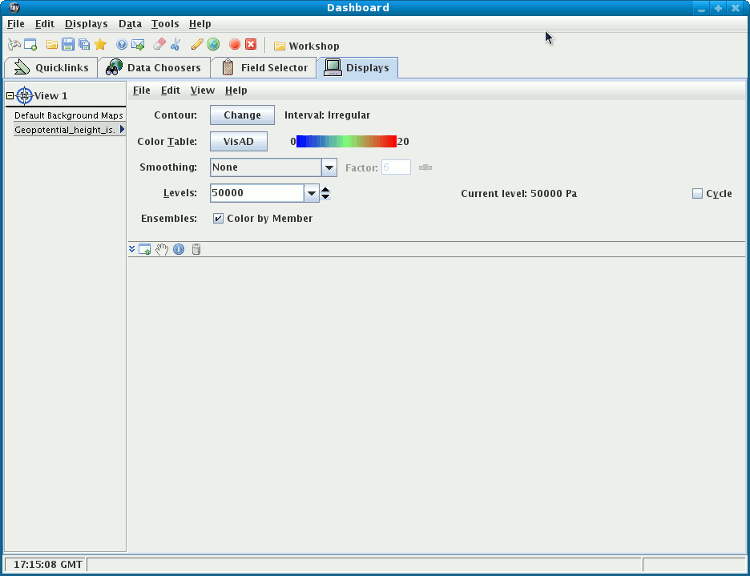 Dashboard
File Edit Displays Data Tools Help
Workshop
Quicklinks Data Choosers Field Selector Displays
View 1
Default Background Maps
Geopotential_height_is.
File Edit View Help
Contour: Change Interval: Irregular
Color Table: VisAD 0 20
Smoothing: None Factor: 6
Levels: 50000 Current level: 50000 Pa Cycle
Ensembles: Color by Member
17:15:08 GMT